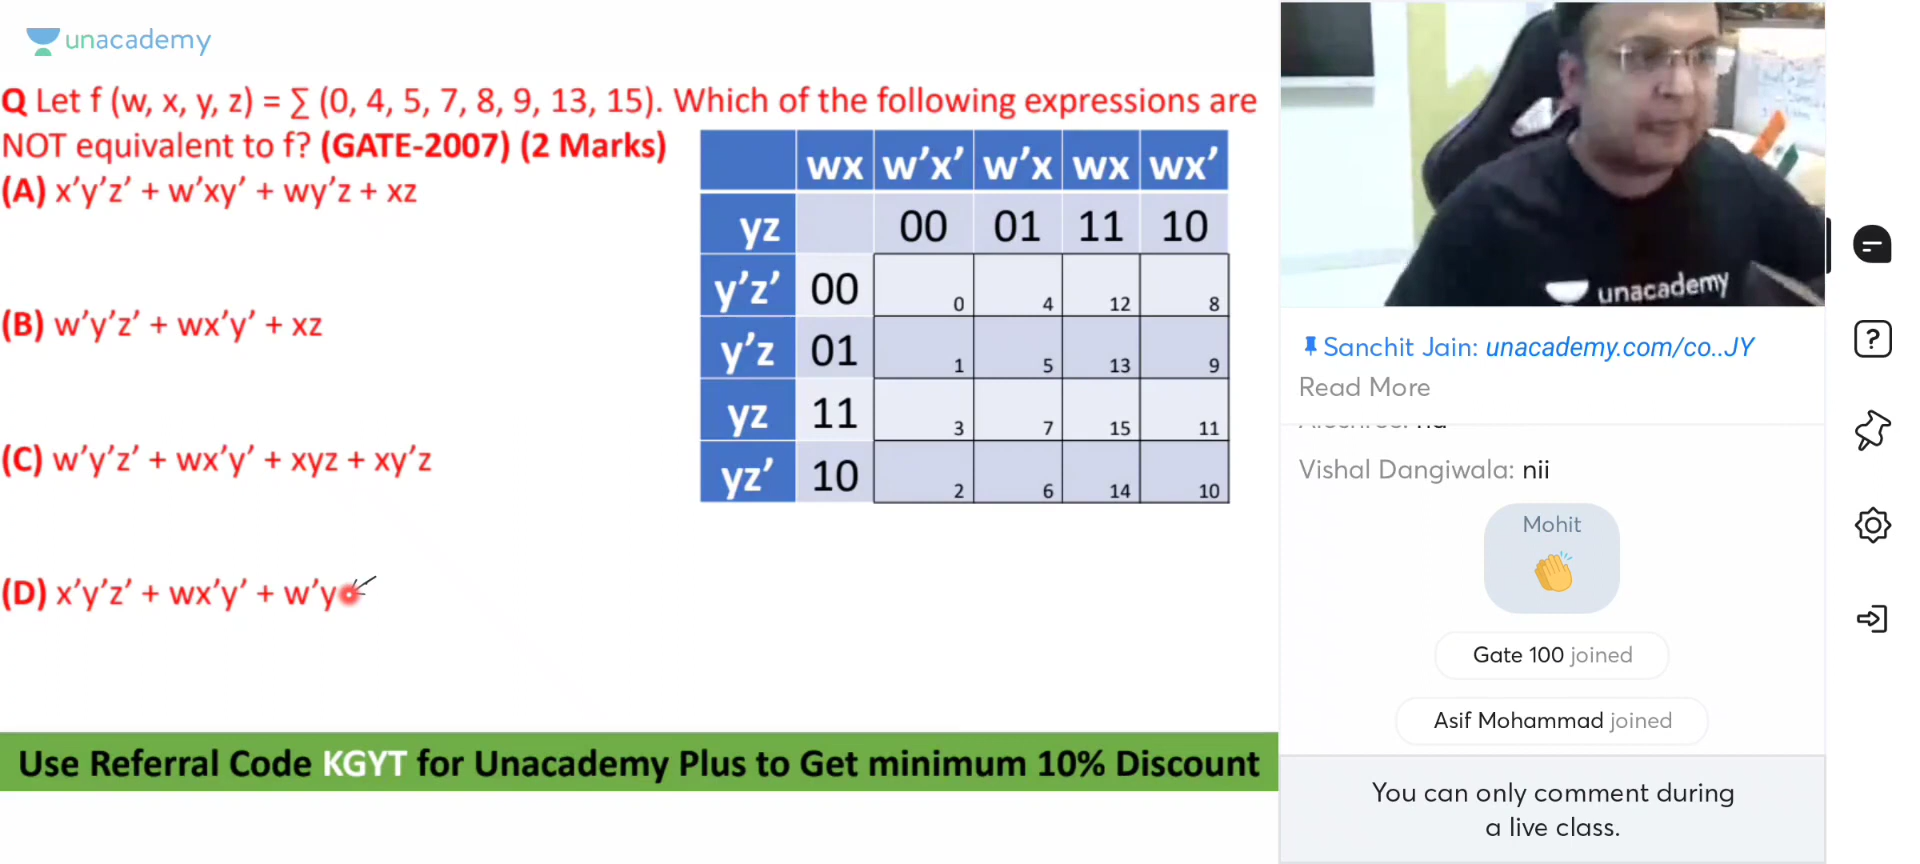 unacademy
Q Let f (w, x, y, z) = ∑ (0, 4, 5, 7, 8, 9, 13, 15). Which of the following expressions are
NOT equivalent to f? (GATE-2007) (2 Marks)
(A) x’y’z’ + w’xy’ + wy’z + xz
(B) w’y’z’ + wx’y’ + xz
(C) w’y’z’ + wx’y’ + xyz + xy’z
(D) x’y’z’ + wx’y’ + w’y
wx w’x’ w’x wx wx’
yz 00 01 11 10
y’z’ 00 0 4 12 8
y’z 01 1 5 13 9
yz 11 3 7 15 11
yz’ 10 2 6 14 10
Use Referral Code KGYT for Unacademy Plus to Get minimum 10% Discount
unacademy
Sanchit Jain: unacademy.com/co..JY
Read More
Vishal Dangiwala: nii
Mohit
Gate 100 joined
Asif Mohammad joined
You can only comment during
a live class.
?